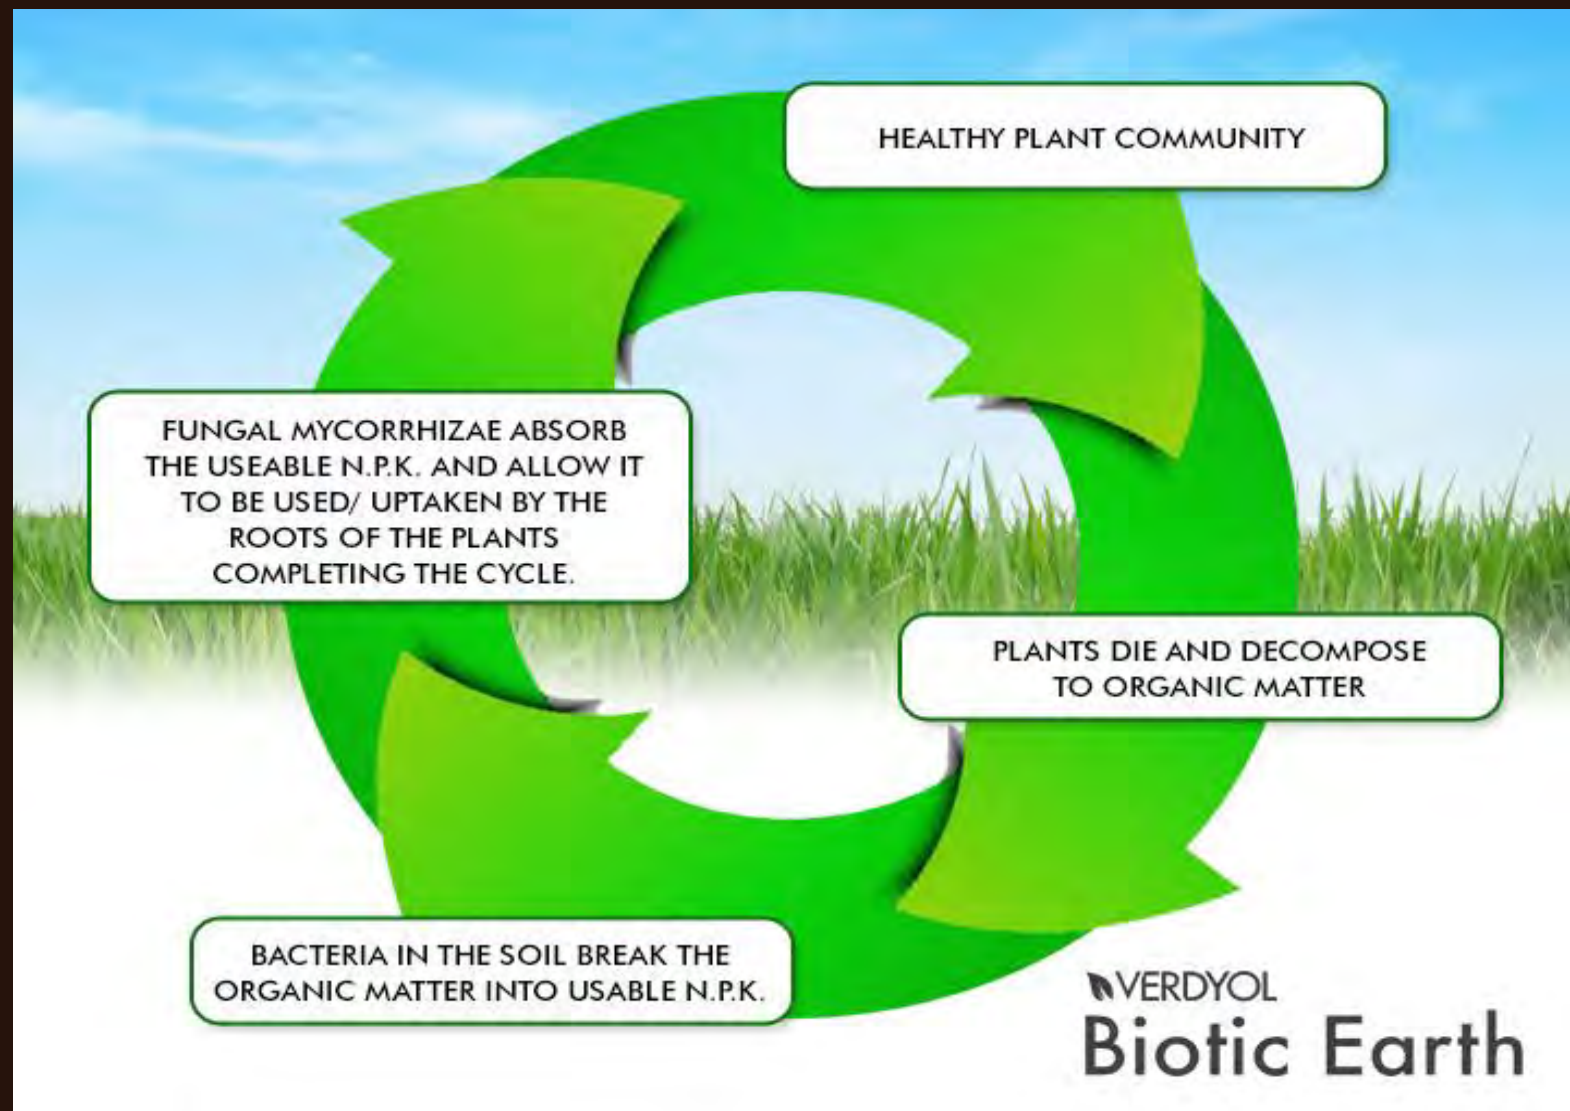 HEALTHY PLANT COMMUNITY
FUNGAL MYCORRHIZAE ABSORB
THE USEABLE N.P.K. AND ALLOW IT
TO BE USED/ UPTAKEN BY THE
ROOTS OF THE PLANTS
COMPLETING THE CYCLE.
PLANTS DIE AND DECOMPOSE
TO ORGANIC MATTER
BACTERIA IN THE SOIL BREAK THE
ORGANIC MATTER INTO USABLE N.P.K.
VERDYOL
Biotic Earth